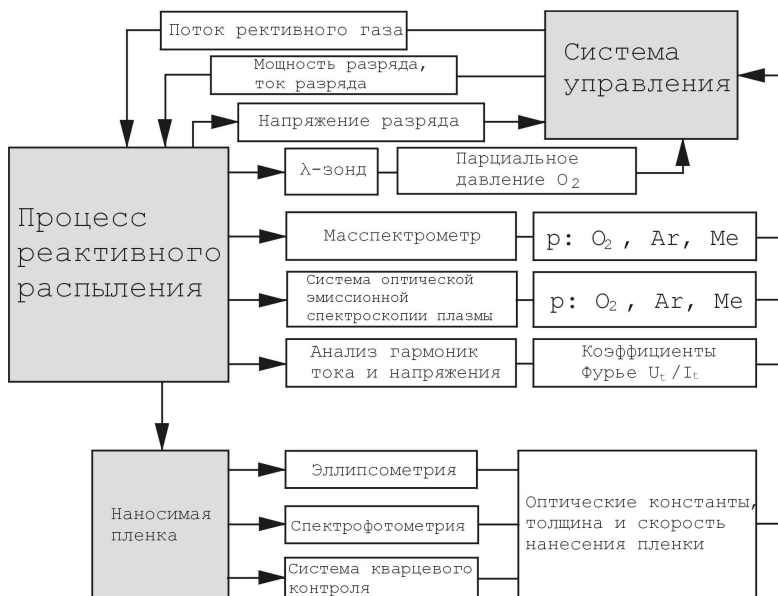 Поток рективного газа
Мощность разряда,
ток разряда
Напряжение разряда
Система
управления
λ-зонд
Парциальное
давление O₂
Процесс
реактивного
распыления
Масспектрометр
p: O₂, Ar, Me
Система оптической
эмиссионной
спектроскопии плазмы
p: O₂, Ar, Me
Анализ гармоник
тока и напряжения
Коэффициенты
Фурье Uₜ/Iₜ
Наносимая
пленка
Эллипсометрия
Спектрофотометрия
Система кварцевого
контроля
Оптические константы,
толщина и скорость
нанесения пленки